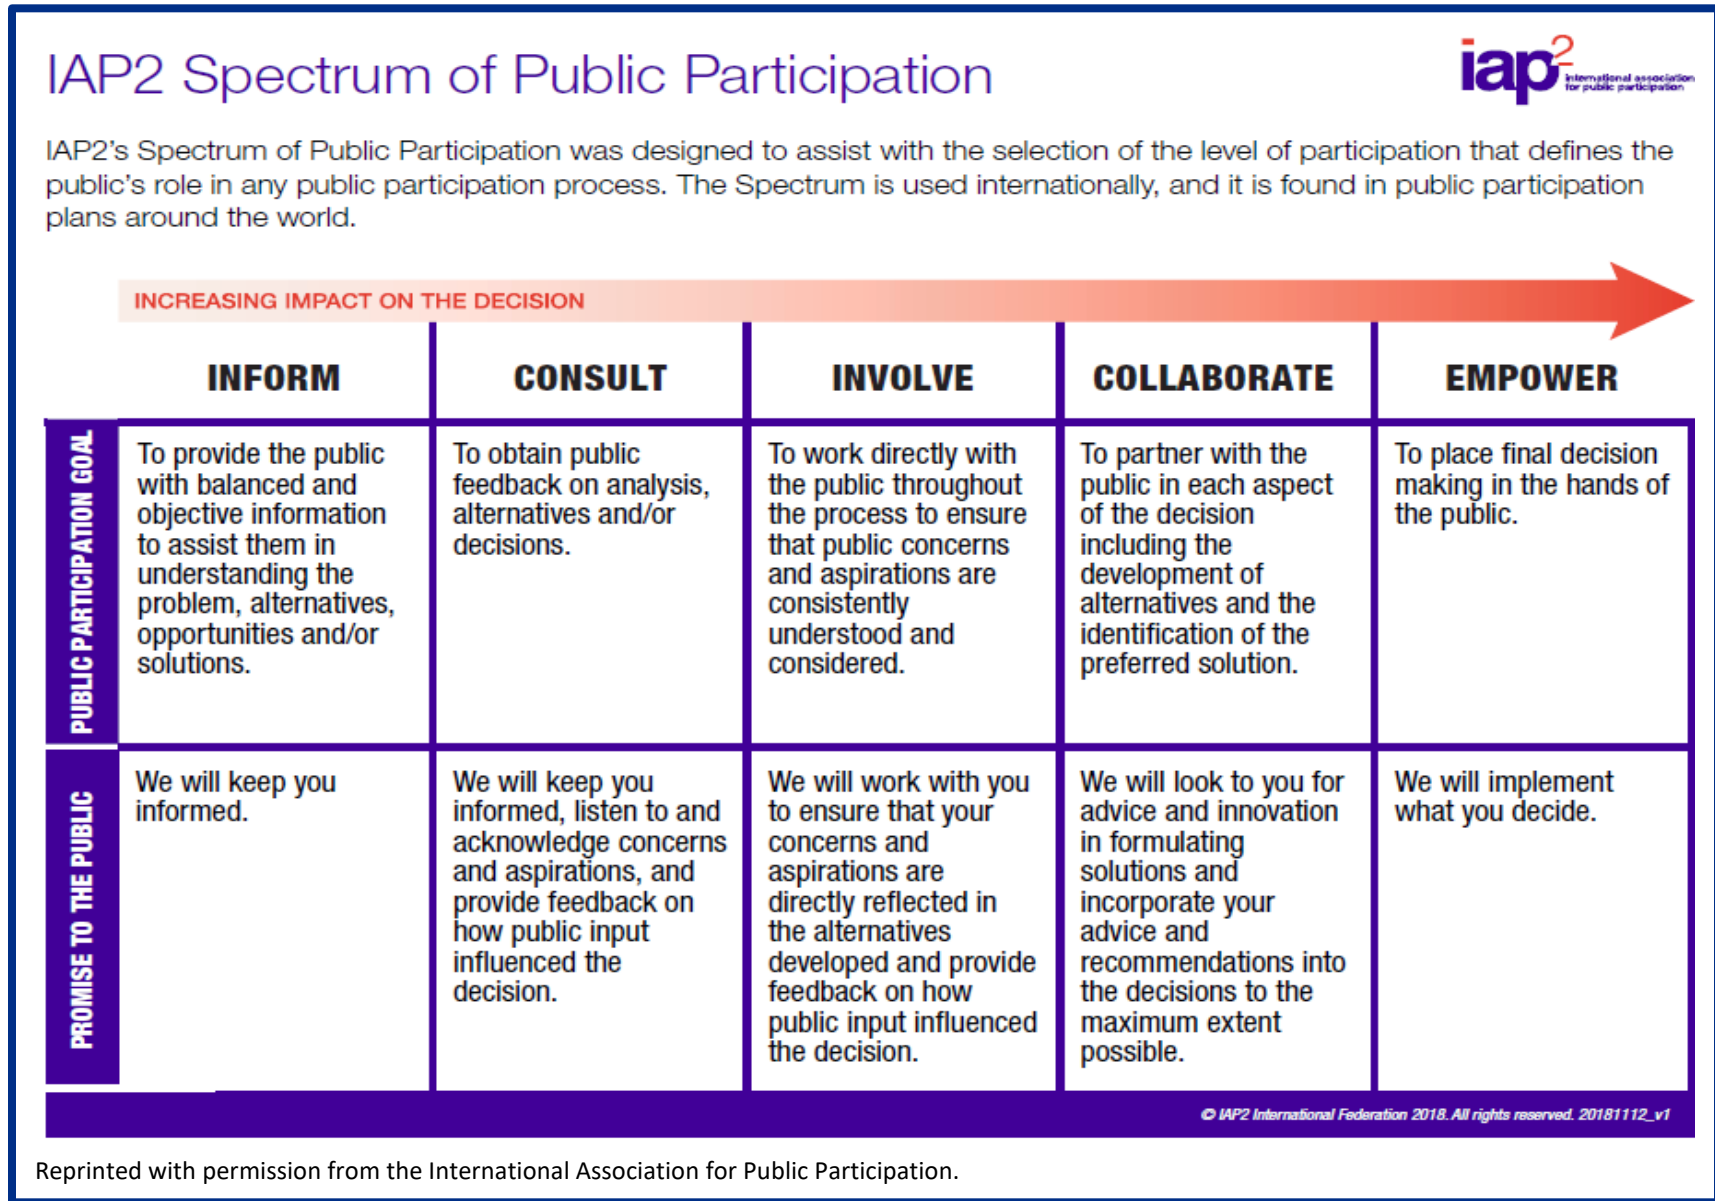 IAP2 Spectrum of Public Participation
iap2
international association
for public participation
IAP2's Spectrum of Public Participation was designed to assist with the selection of the level of participation that defines the
public's role in any public participation process. The Spectrum is used internationally, and it is found in public participation
plans around the world.
INCREASING IMPACT ON THE DECISION
INFORM
CONSULT
INVOLVE
COLLABORATE
EMPOWER
PUBLIC PARTICIPATION GOAL
To provide the public
with balanced and
objective information
to assist them in
understanding the
problem, alternatives,
opportunities and/or
solutions.
To obtain public
feedback on analysis,
alternatives and/or
decisions.
To work directly with
the public throughout
the process to ensure
that public concerns
and aspirations are
consistently
understood and
considered.
To partner with the
public in each aspect
of the decision
including the
development of
alternatives and the
identification of the
preferred solution.
To place final decision
making in the hands of
the public.
PROMISE TO THE PUBLIC
We will keep you
informed.
We will keep you
informed, listen to and
acknowledge concerns
and aspirations, and
provide feedback on
how public input
influenced the
decision.
We will work with you
to ensure that your
concerns and
aspirations are
directly reflected in
the alternatives
developed and provide
feedback on how
public input influenced
the decision.
We will look to you for
advice and innovation
in formulating
solutions and
incorporate your
advice and
recommendations into
the decisions to the
maximum extent
possible.
We will implement
what you decide.
© IAP2 International Federation 2018. All rights reserved. 20181112_v1
Reprinted with permission from the International Association for Public Participation.